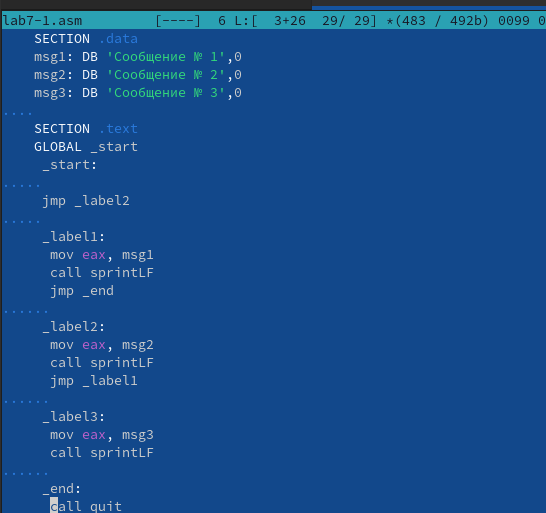 lab7-1.asm [----] 6 L:[ 3+26 29/ 29] *(483 / 492b) 0099 0
SECTION .data
msg1: DB 'Сообщение № 1',0
msg2: DB 'Сообщение № 2',0
msg3: DB 'Сообщение № 3',0
....
SECTION .text
GLOBAL _start
_start:
.....
jmp _label2
.....
_label1:
mov eax, msg1
call sprintLF
jmp _end
......
_label2:
mov eax, msg2
call sprintLF
jmp _label1
......
_label3:
mov eax, msg3
call sprintLF
......
_end:
call quit